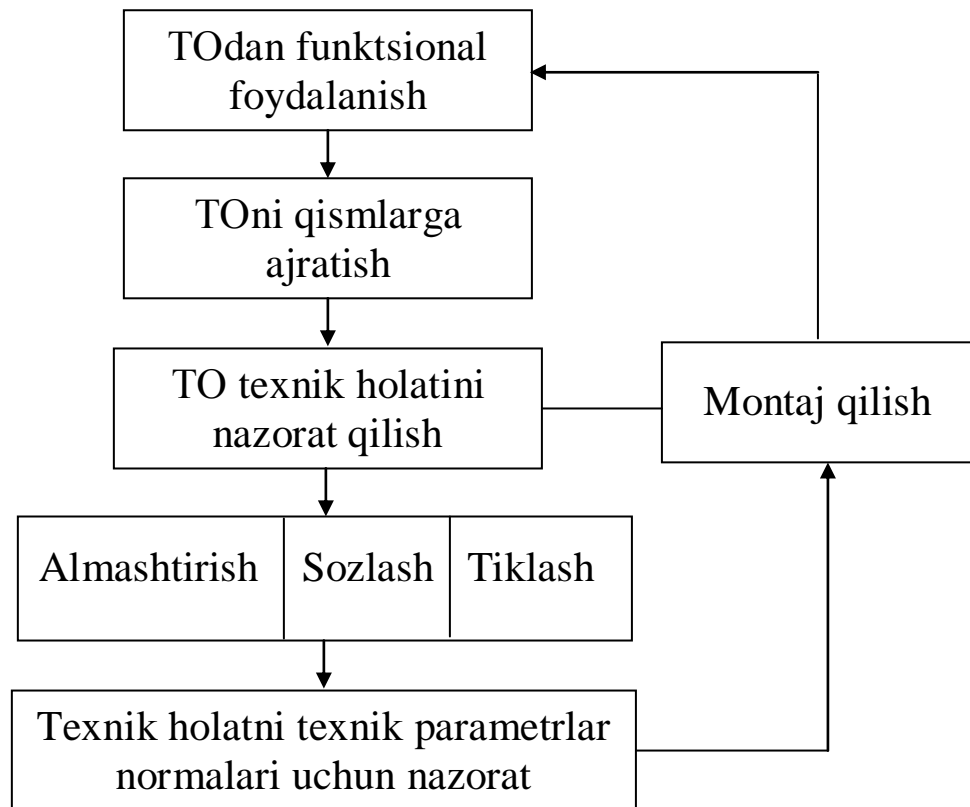 TOdan funktsional
foydalanish
TOni qismlarga
ajratish
TO texnik holatini
nazorat qilish
Montaj qilish
Almashtirish
Sozlash
Tiklash
Texnik holatni texnik parametrlar
normalari uchun nazorat